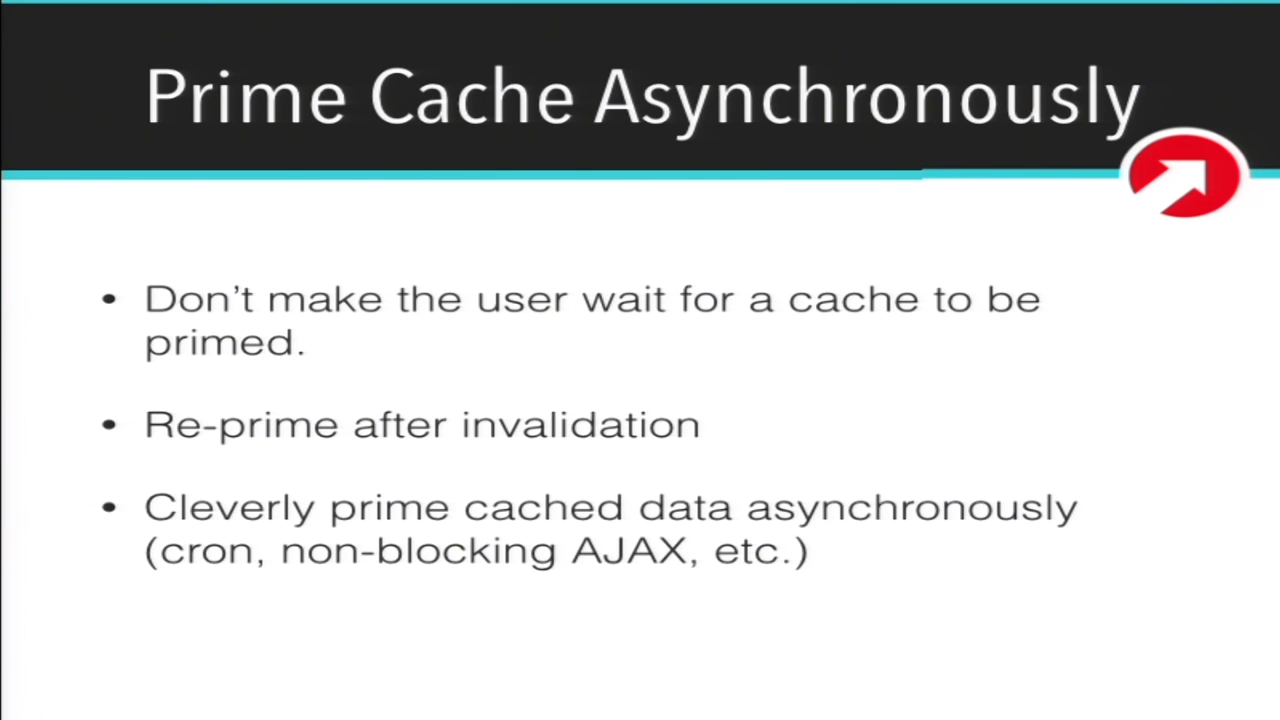 Prime Cache Asynchronously
• Don’t make the user wait for a cache to be
primed.
• Re-prime after invalidation
• Cleverly prime cached data asynchronously
(cron, non-blocking AJAX, etc.)